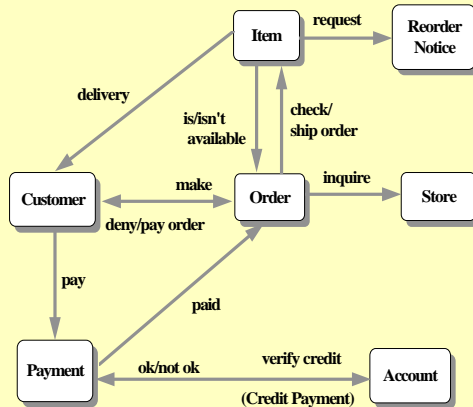 request
Item
Reorder
Notice
delivery
is/isn't
available
check/
ship order
Customer
make
Order
inquire
Store
deny/pay order
pay
paid
Payment
ok/not ok
verify credit
Account
(Credit Payment)